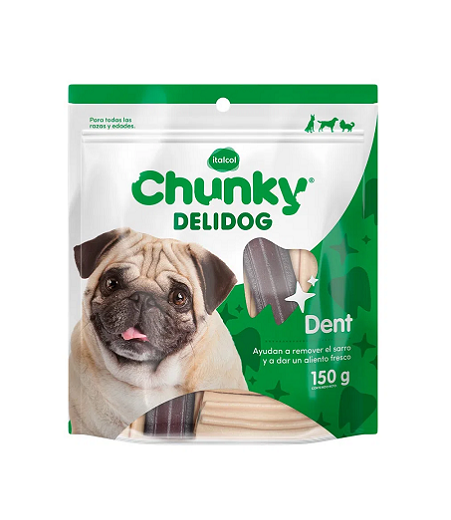 Para todas las
razas y edades.
italcol
Chunky®
DELIDOG
Dent
Ayudan a remover el sarro
y a dar un aliento fresco
150 g